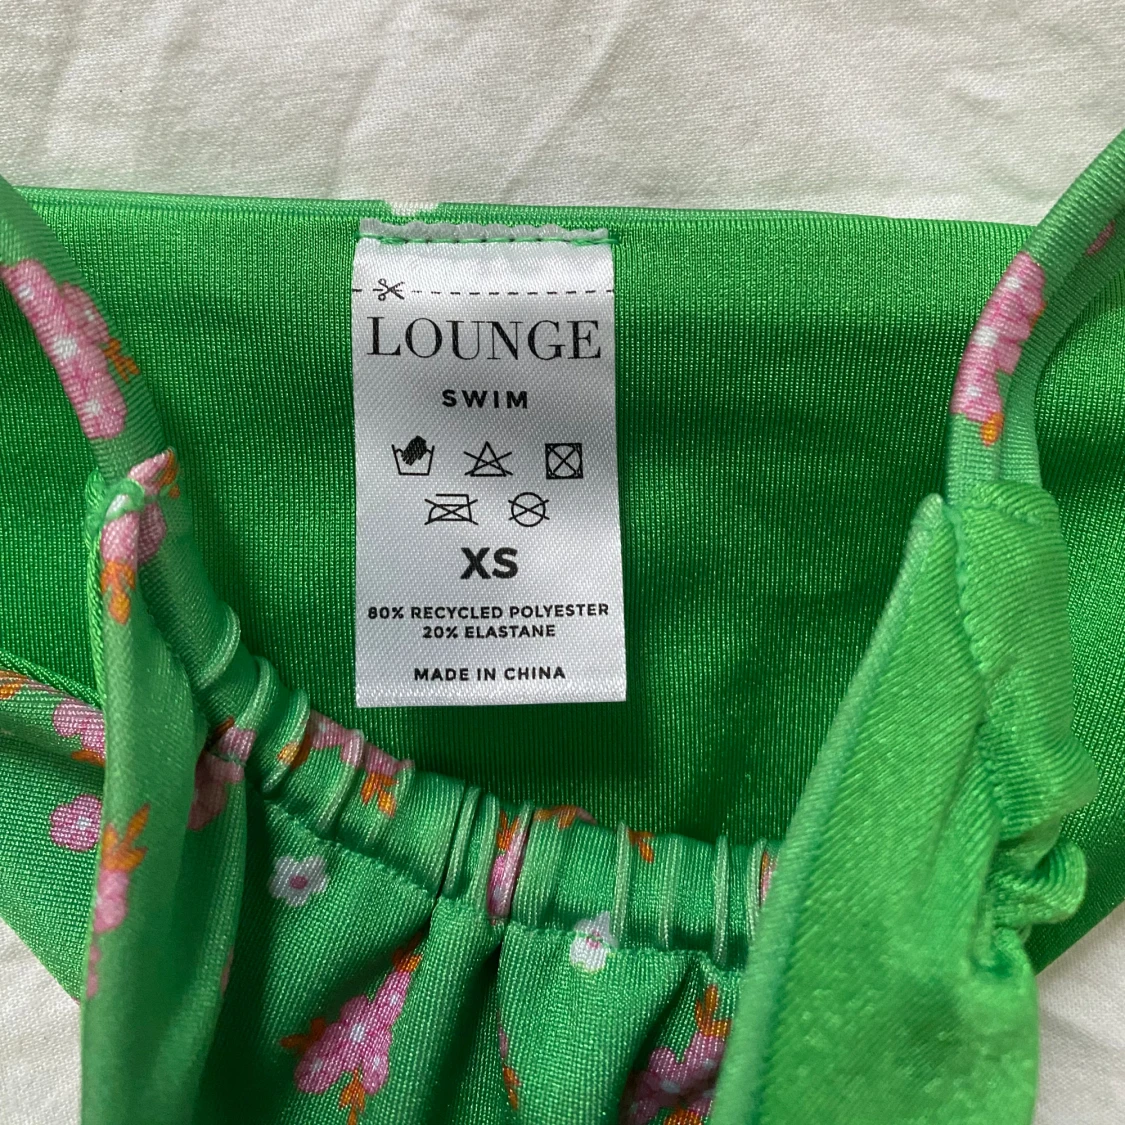 LOUNGE
SWIM
XS
80% RECYCLED POLYESTER
20% ELASTANE
MADE IN CHINA